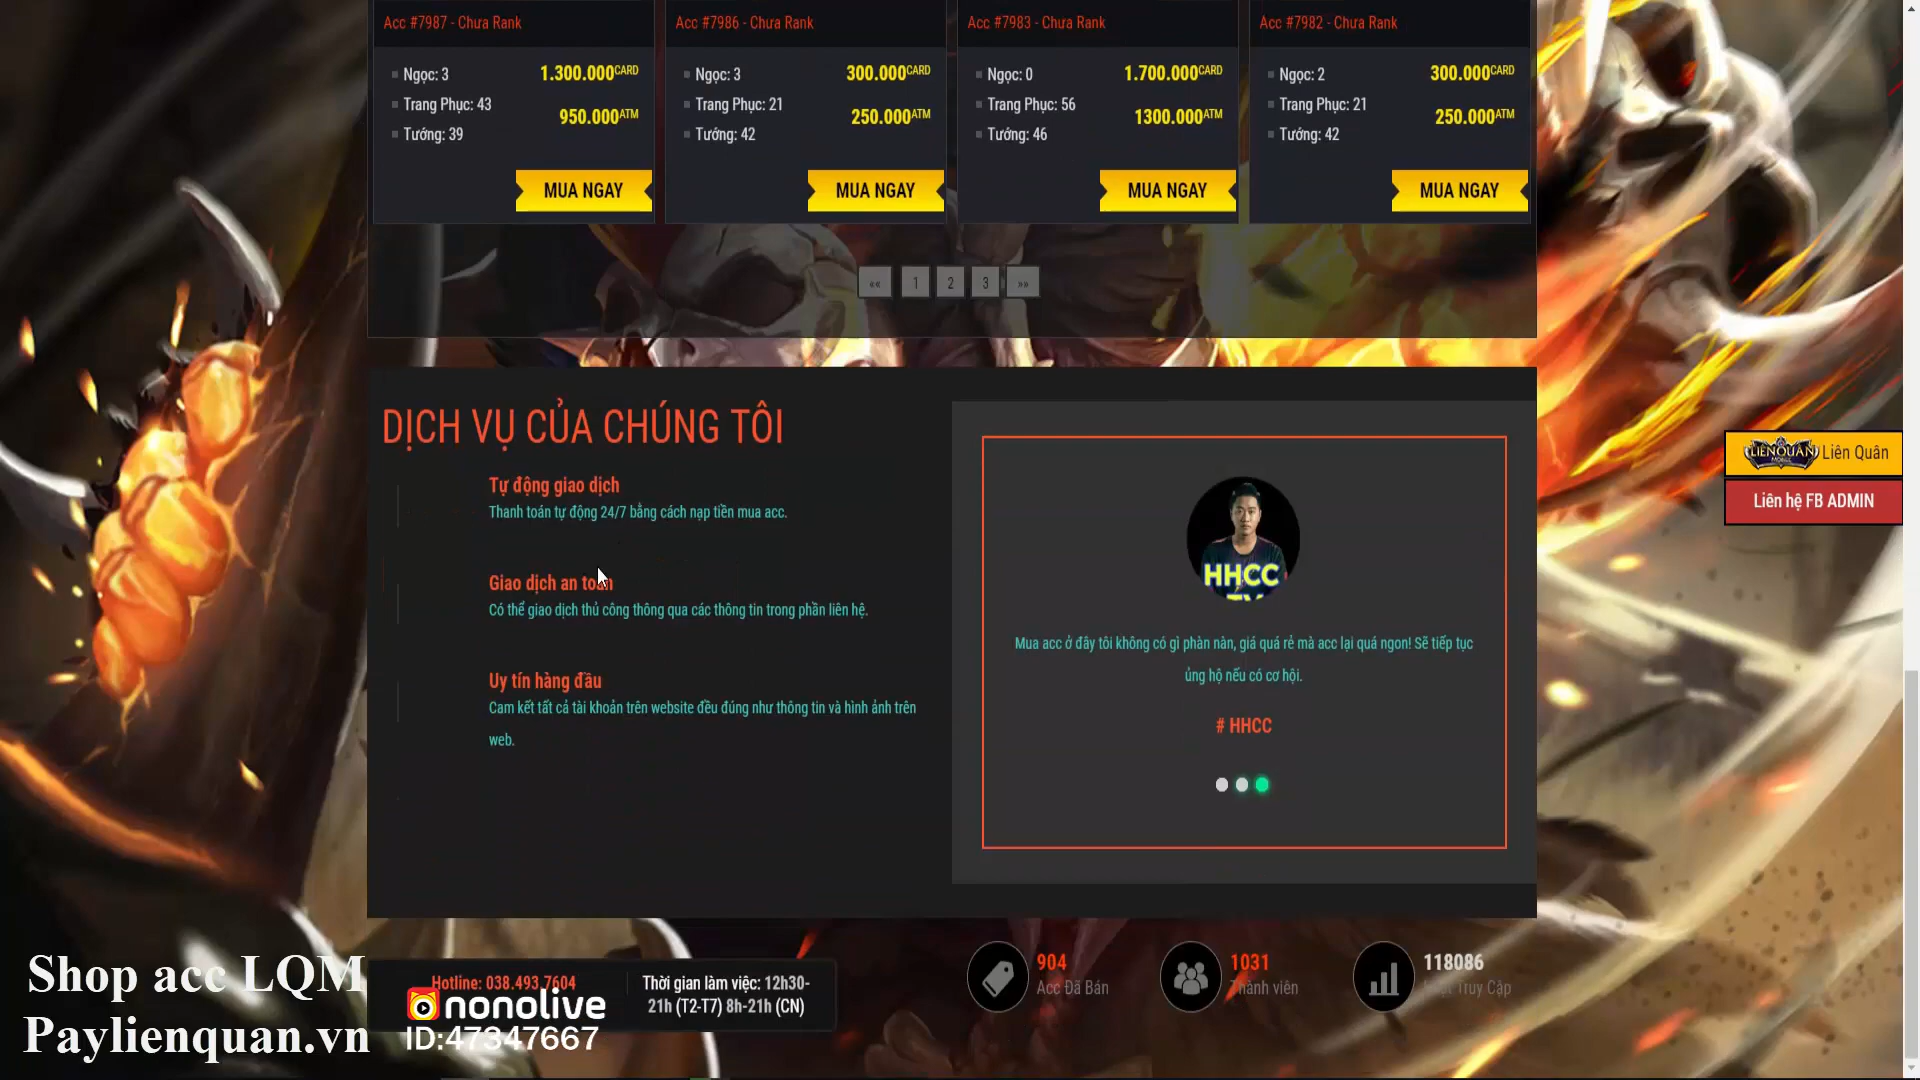 Acc #7987 - Chưa Rank
Ngọc: 3
1.300.000CARD
Trang Phục: 43
950.000ATM
Tướng: 39
MUA NGAY
Acc #7986 - Chưa Rank
Ngọc: 3
300.000CARD
Trang Phục: 21
250.000ATM
Tướng: 42
MUA NGAY
Acc #7983 - Chưa Rank
Ngọc: 0
1.700.000CARD
Trang Phục: 56
1300.000ATM
Tướng: 46
MUA NGAY
Acc #7982 - Chưa Rank
Ngọc: 2
300.000CARD
Trang Phục: 21
250.000ATM
Tướng: 42
MUA NGAY
«« 1 2 3 »»
DỊCH VỤ CỦA CHÚNG TÔI
Tự động giao dịch
Thanh toán tự động 24/7 bằng cách nạp tiền mua acc.
Giao dịch an toàn
Có thể giao dịch thủ công thông qua các thông tin trong phần liên hệ.
Uy tín hàng đầu
Cam kết tất cả tài khoản trên website đều đúng như thông tin và hình ảnh trên
web.
HHCC
TV
Mua acc ở đây tôi không có gì phàn nàn, giá quá rẻ mà acc lại quá ngon! Sẽ tiếp tục
ủng hộ nếu có cơ hội.
# HHCC
LIÊN QUÂN
MOBILE
Liên Quân
Liên hệ FB ADMIN
Hotline: 038.493.7604
Thời gian làm việc: 12h30-
21h (T2-T7) 8h-21h (CN)
904
Acc Đã Bán
1031
Thành viên
118086
Lượt Truy Cập
nonolive
ID:47347667
Shop acc LQM
Paylienquan.vn